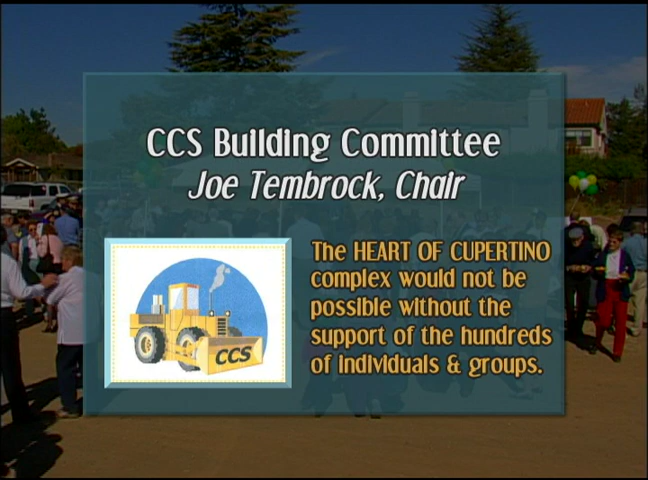 CCS Building Committee
Joe Tembrock, Chair
The HEART OF CUPERTINO
complex would not be
possible without the
support of the hundreds
of individuals & groups.
CCS